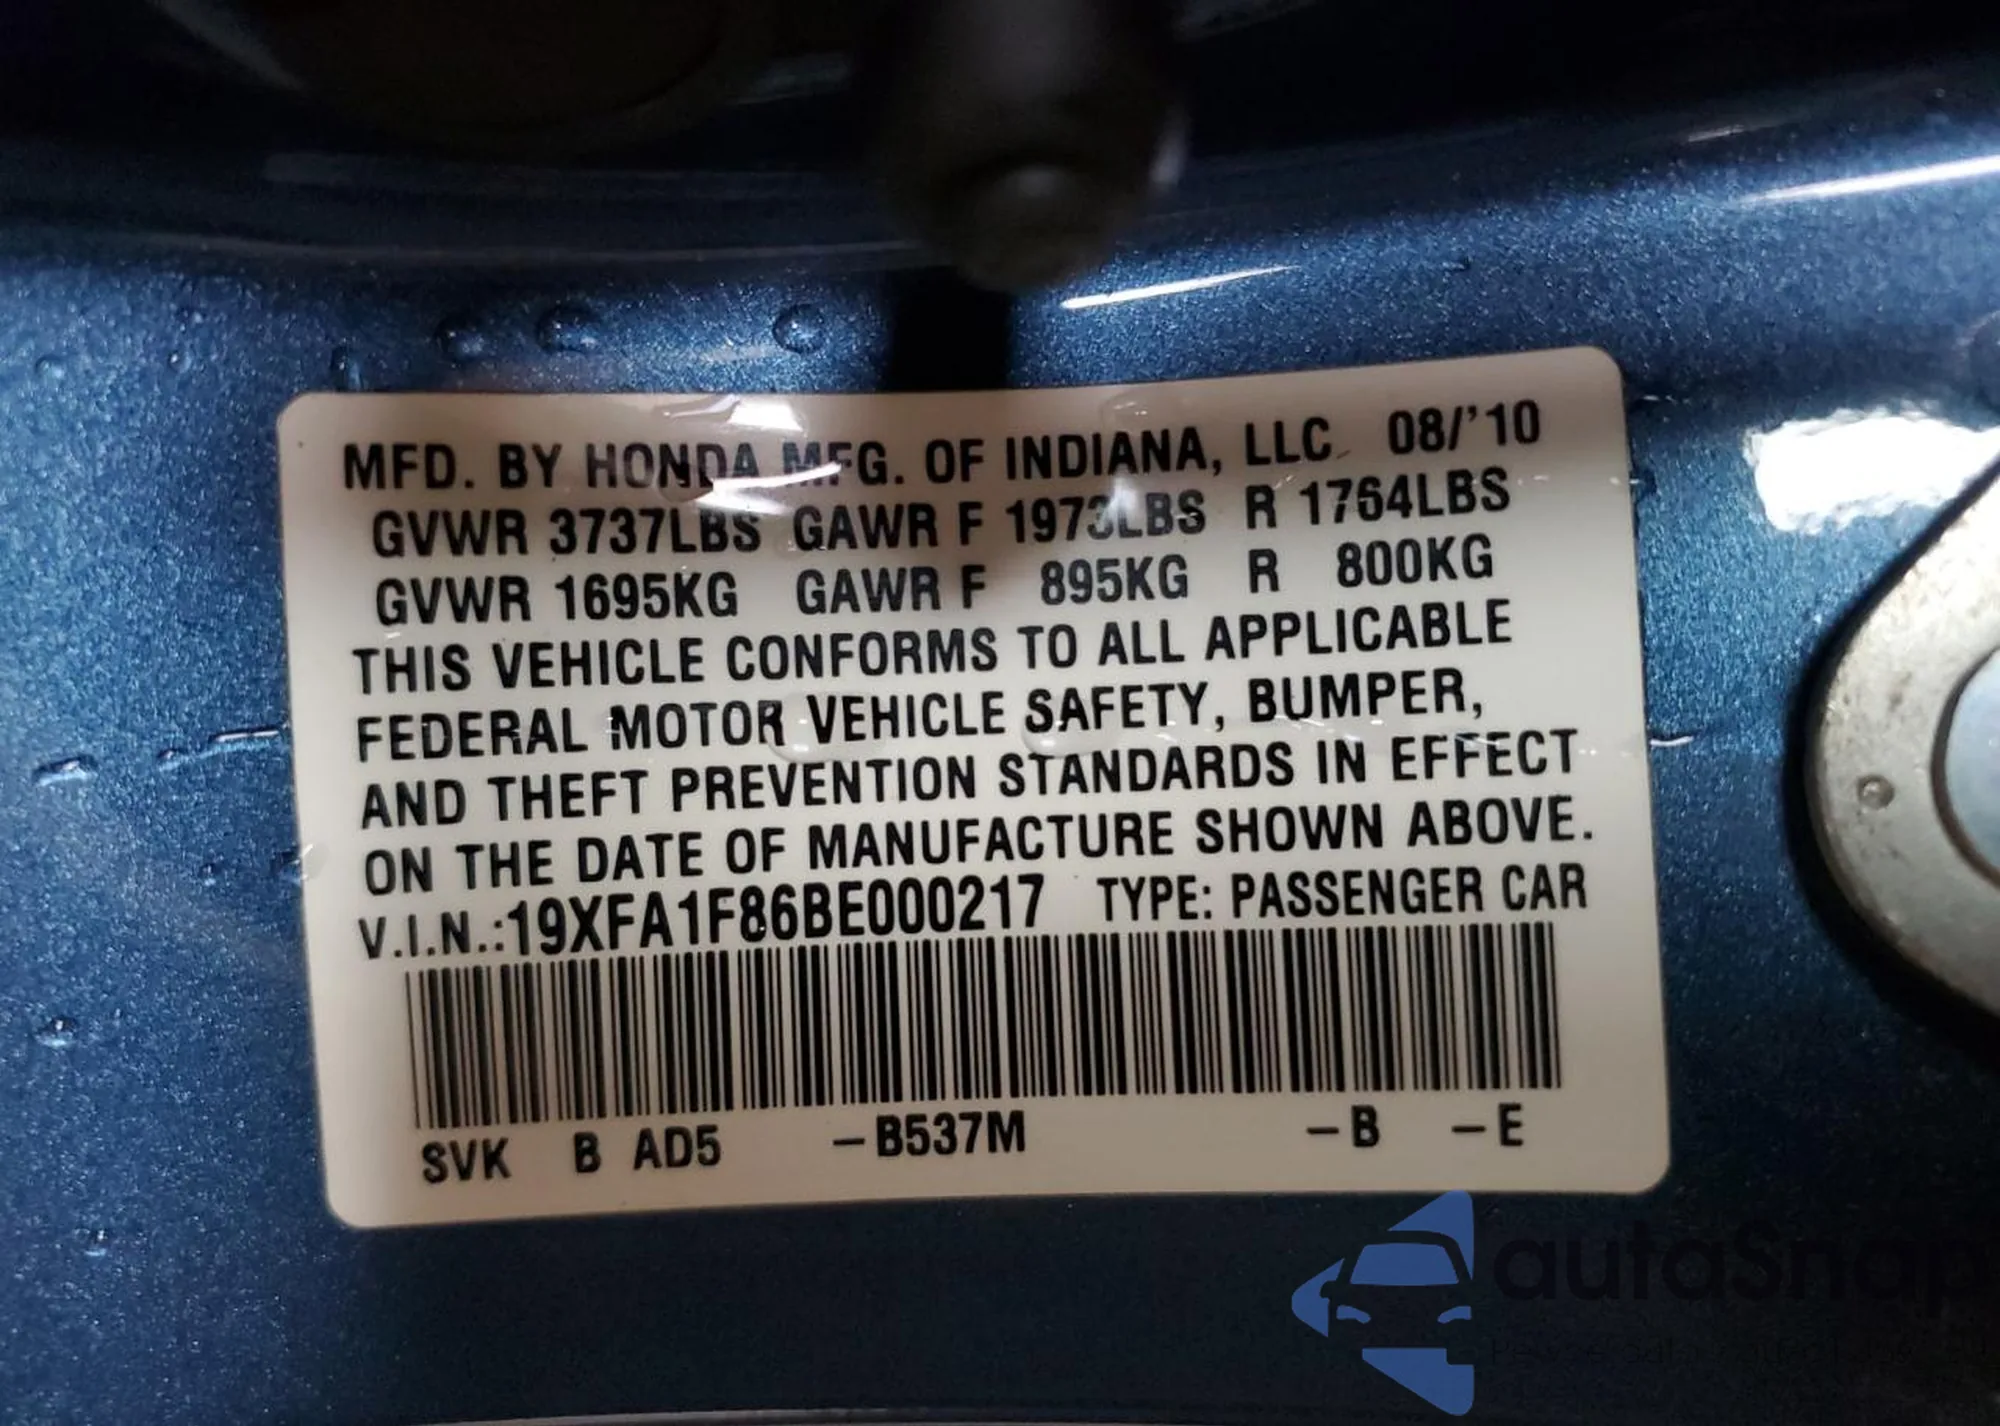 MFD. BY HONDA MFG. OF INDIANA, LLC. 08/'10
GVWR 3737LBS GAWR F 1973LBS R 1764LBS
GVWR 1695KG GAWR F 895KG R 800KG
THIS VEHICLE CONFORMS TO ALL APPLICABLE
FEDERAL MOTOR VEHICLE SAFETY, BUMPER,
AND THEFT PREVENTION STANDARDS IN EFFECT
ON THE DATE OF MANUFACTURE SHOWN ABOVE.
V.I.N.:19XFA1F86BE000217 TYPE: PASSENGER CAR
SVK B AD5 –B537M –B –E
autaSnap